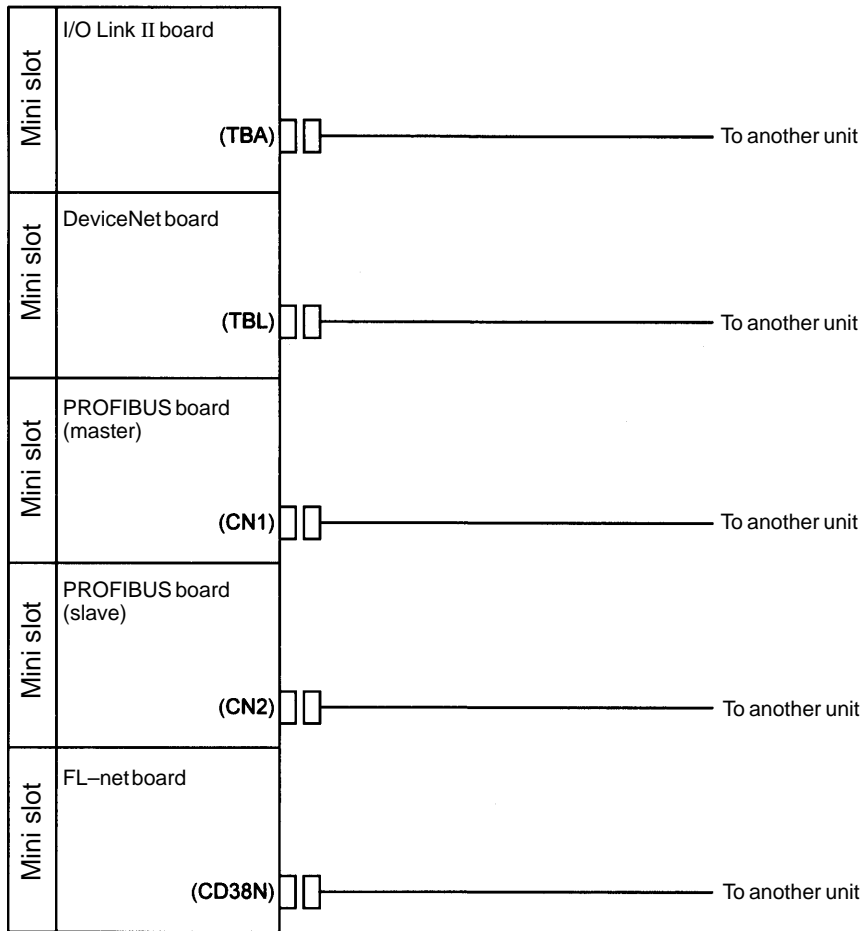 Mini slot
I/O Link II board
(TBA)
To another unit
Mini slot
DeviceNet board
(TBL)
To another unit
Mini slot
PROFIBUS board
(master)
(CN1)
To another unit
Mini slot
PROFIBUS board
(slave)
(CN2)
To another unit
Mini slot
FL–net board
(CD38N)
To another unit